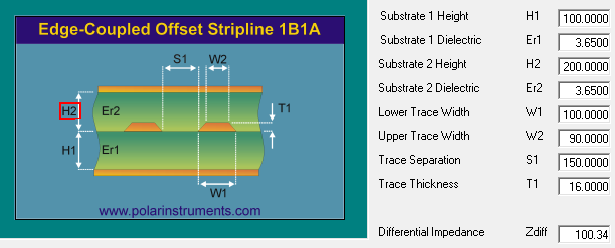 Edge-Coupled Offset Stripline 1B1A
S1 W2
H2 Er2 T1
H1 Er1
W1
www.polarinstruments.com
Substrate 1 Height H1 100.0000
Substrate 1 Dielectric Er1 3.6500
Substrate 2 Height H2 200.0000
Substrate 2 Dielectric Er2 3.6500
Lower Trace Width W1 100.0000
Upper Trace Width W2 90.0000
Trace Separation S1 150.0000
Trace Thickness T1 16.0000
Differential Impedance Zdiff 100.34